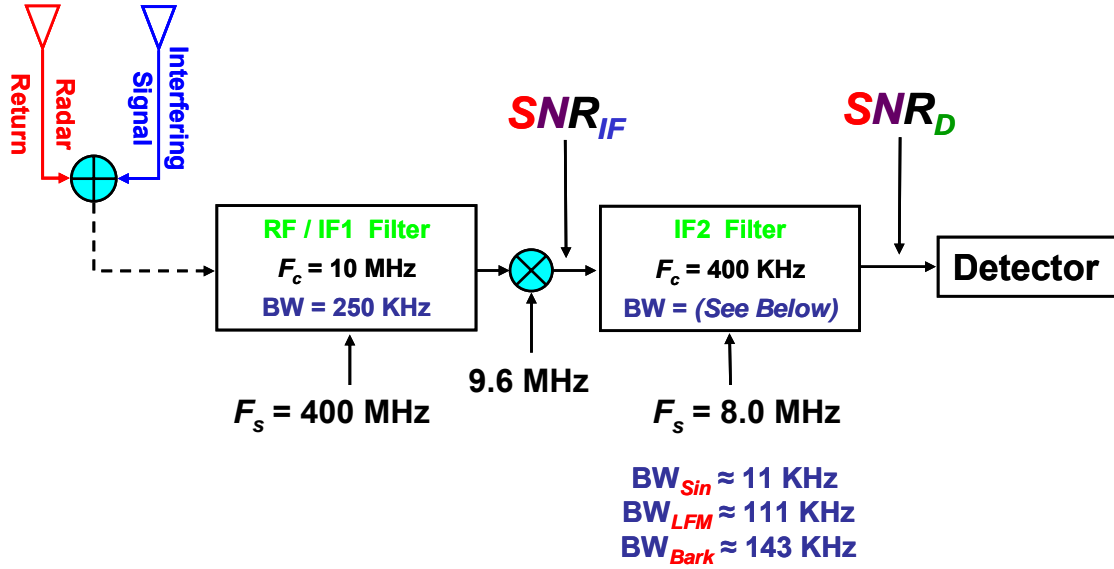 Radar
Return
Interfering
Signal
SNR_IF
SNR_D
RF / IF1 Filter
F_c = 10 MHz
BW = 250 KHz
IF2 Filter
F_c = 400 KHz
BW = (See Below)
Detector
9.6 MHz
F_s = 400 MHz
F_s = 8.0 MHz
BW_Sin ≈ 11 KHz
BW_LFM ≈ 111 KHz
BW_Bark ≈ 143 KHz